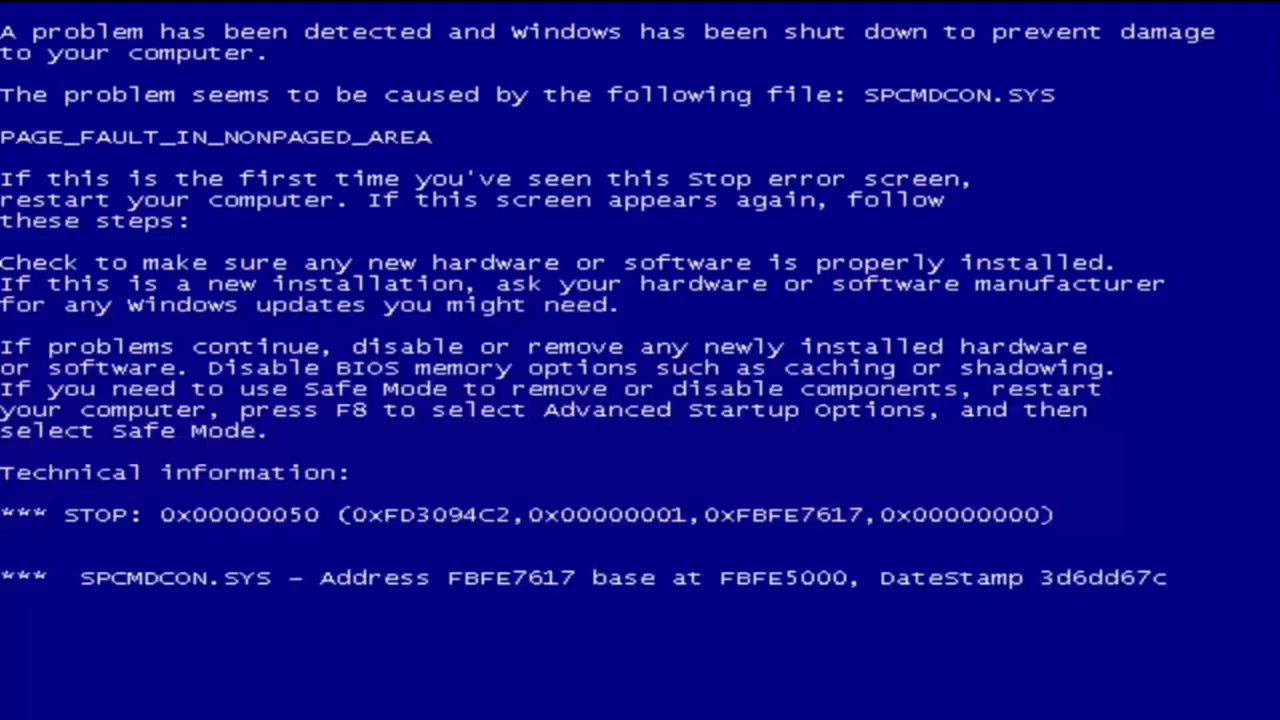 A problem has been detected and Windows has been shut down to prevent damage
to your computer.
The problem seems to be caused by the following file: SPCMDCON.SYS
PAGE_FAULT_IN_NONPAGED_AREA
If this is the first time you've seen this Stop error screen,
restart your computer. If this screen appears again, follow
these steps:
Check to make sure any new hardware or software is properly installed.
If this is a new installation, ask your hardware or software manufacturer
for any Windows updates you might need.
If problems continue, disable or remove any newly installed hardware
or software. Disable BIOS memory options such as caching or shadowing.
If you need to use Safe Mode to remove or disable components, restart
your computer, press F8 to select Advanced Startup Options, and then
select Safe Mode.
Technical information:
*** STOP: 0x00000050 (0xFD3094C2,0x00000001,0xFBFE7617,0x00000000)
***  SPCMDCON.SYS – Address FBFE7617 base at FBFE5000, DateStamp 3d6dd67c